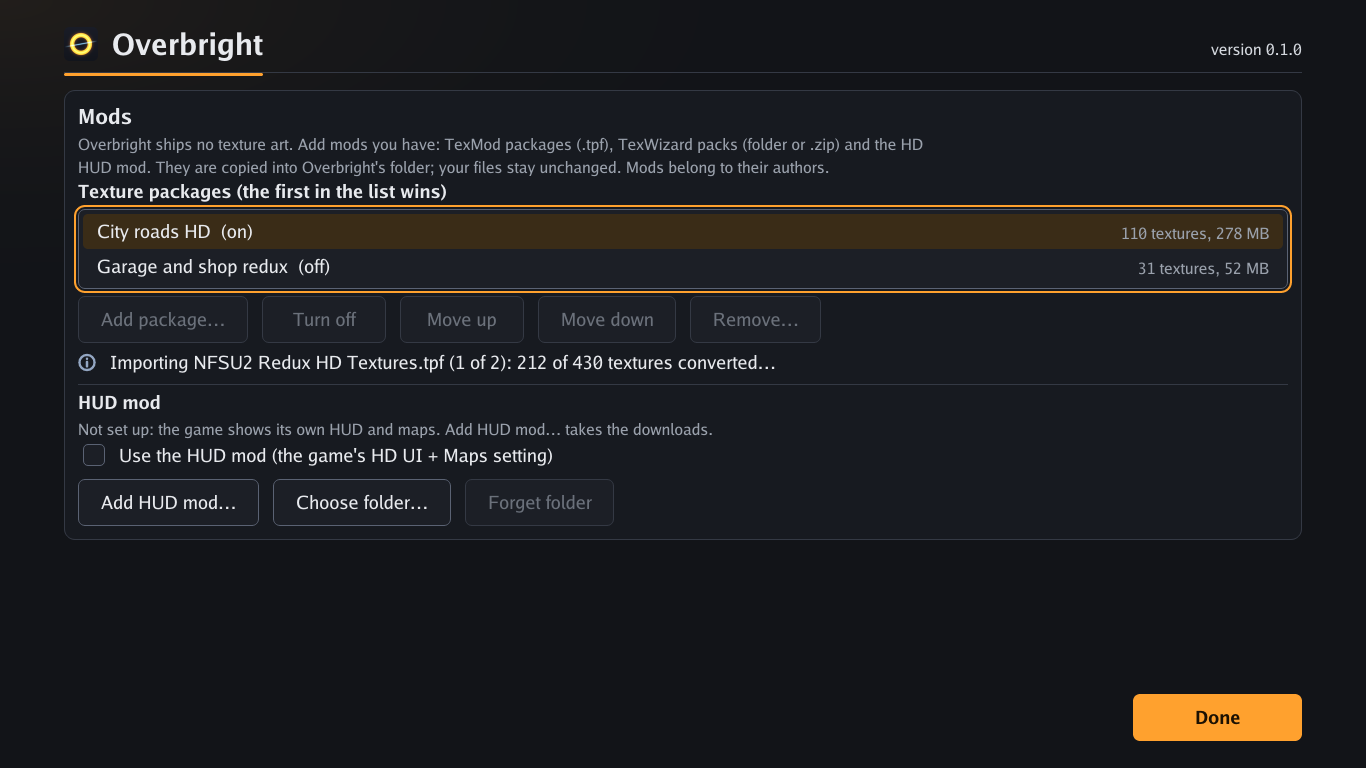 Overbright
version 0.1.0
Mods
Overbright ships no texture art. Add mods you have: TexMod packages (.tpf), TexWizard packs (folder or .zip) and the HD
HUD mod. They are copied into Overbright's folder; your files stay unchanged. Mods belong to their authors.
Texture packages (the first in the list wins)
City roads HD (on)
110 textures, 278 MB
Garage and shop redux (off)
31 textures, 52 MB
Add package...
Turn off
Move up
Move down
Remove...
Importing NFSU2 Redux HD Textures.tpf (1 of 2): 212 of 430 textures converted...
HUD mod
Not set up: the game shows its own HUD and maps. Add HUD mod... takes the downloads.
Use the HUD mod (the game's HD UI + Maps setting)
Add HUD mod...
Choose folder...
Forget folder
Done